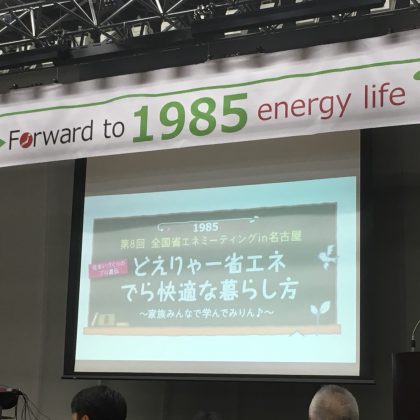 Forward to 1985 energy life
1985
第8回 全国省エネミーティングin名古屋
どえりゃー省エネ
でら快適な暮らし方
～家族みんなで学んでみりん♪～